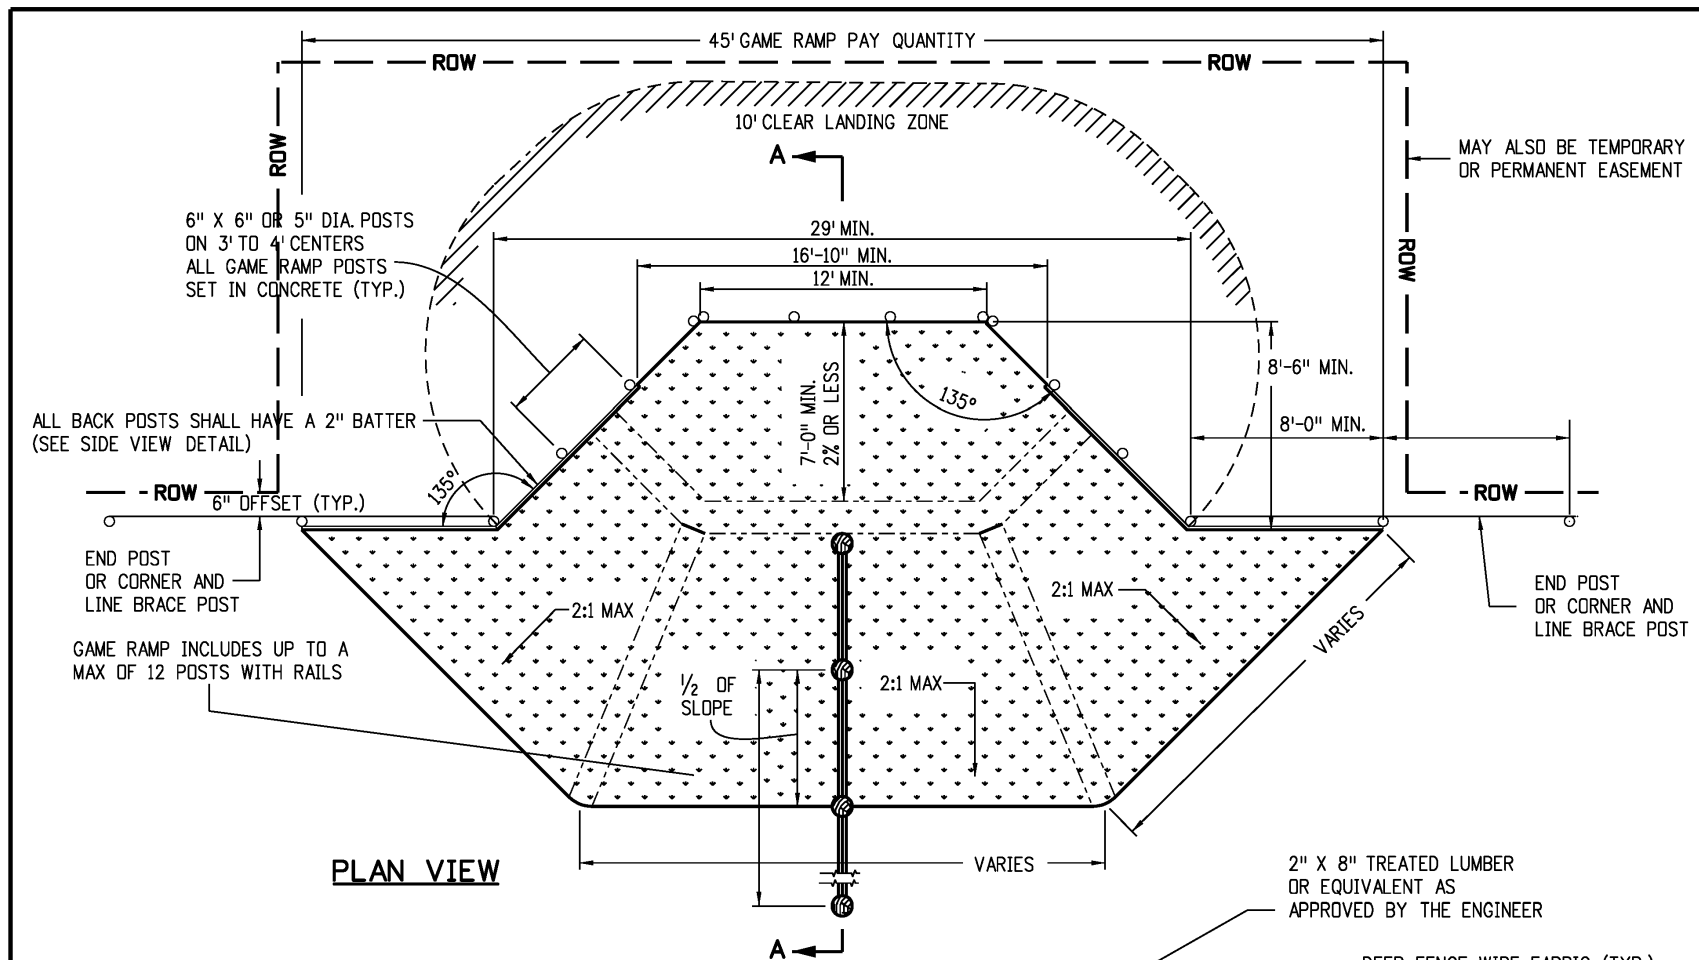 45' GAME RAMP PAY QUANTITY
ROW
ROW
10' CLEAR LANDING ZONE
ROW
A
MAY ALSO BE TEMPORARY
OR PERMANENT EASEMENT
6" X 6" OR 5" DIA. POSTS
ON 3' TO 4' CENTERS
ALL GAME RAMP POSTS
SET IN CONCRETE (TYP.)
29' MIN.
16'-10" MIN.
12' MIN.
ROW
8'-6" MIN.
7'-0" MIN.
2% OR LESS
135°
8'-0" MIN.
ALL BACK POSTS SHALL HAVE A 2" BATTER
(SEE SIDE VIEW DETAIL)
135°
ROW
6" OFFSET (TYP.)
ROW
END POST
OR CORNER AND
LINE BRACE POST
END POST
OR CORNER AND
LINE BRACE POST
2:1 MAX
2:1 MAX
VARIES
GAME RAMP INCLUDES UP TO A
MAX OF 12 POSTS WITH RAILS
1/2 OF
SLOPE
2:1 MAX
PLAN VIEW
VARIES
2" X 8" TREATED LUMBER
OR EQUIVALENT AS
APPROVED BY THE ENGINEER
A
DEER FENCE WIRE FABRIC (TYP.)